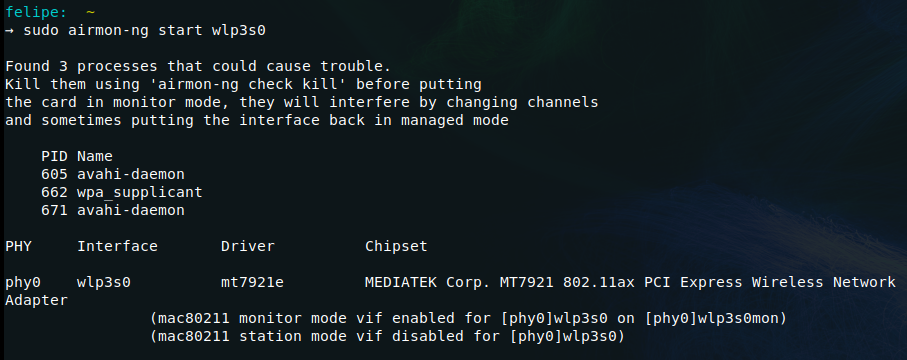 felipe:  ~
→ sudo airmon-ng start wlp3s0
Found 3 processes that could cause trouble.
Kill them using 'airmon-ng check kill' before putting
the card in monitor mode, they will interfere by changing channels
and sometimes putting the interface back in managed mode
    PID Name
    605 avahi-daemon
    662 wpa_supplicant
    671 avahi-daemon
PHY     Interface       Driver          Chipset
phy0    wlp3s0          mt7921e         MEDIATEK Corp. MT7921 802.11ax PCI Express Wireless Network
Adapter
                (mac80211 monitor mode vif enabled for [phy0]wlp3s0 on [phy0]wlp3s0mon)
                (mac80211 station mode vif disabled for [phy0]wlp3s0)